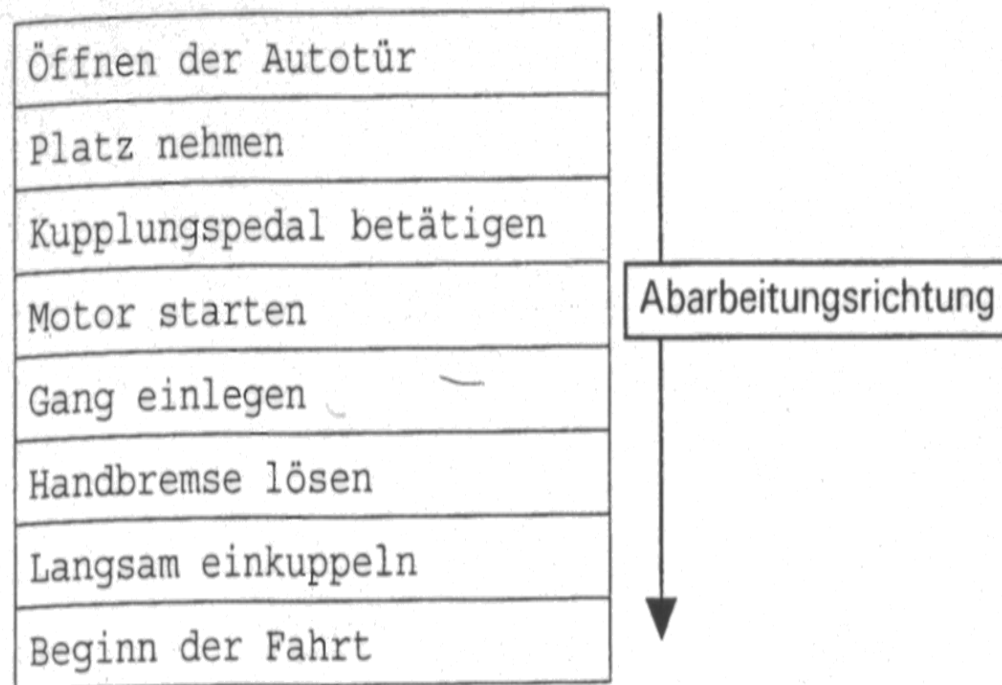 Öffnen der Autotür
Platz nehmen
Kupplungspedal betätigen
Motor starten
Abarbeitungsrichtung
Gang einlegen
Handbremse lösen
Langsam einkuppeln
Beginn der Fahrt